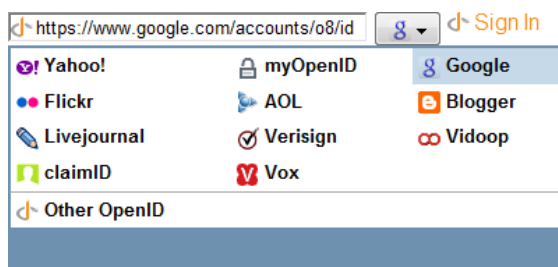 https://www.google.com/accounts/o8/id g Sign In
Y! Yahoo! myOpenID g Google
Flickr AOL Blogger
Livejournal Verisign Vidoop
claimID V Vox
Other OpenID